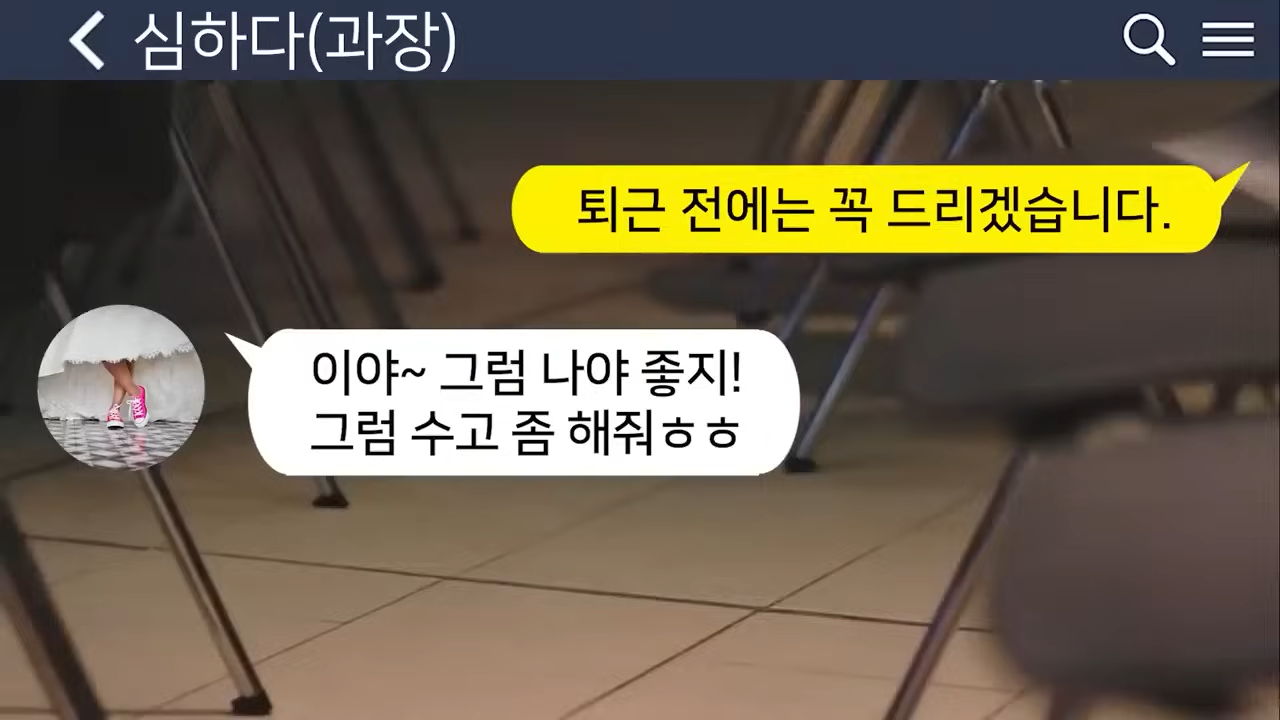 심하다(과장)
퇴근 전에는 꼭 드리겠습니다.
이야~ 그럼 나야 좋지!
그럼 수고 좀 해줘ㅎㅎ